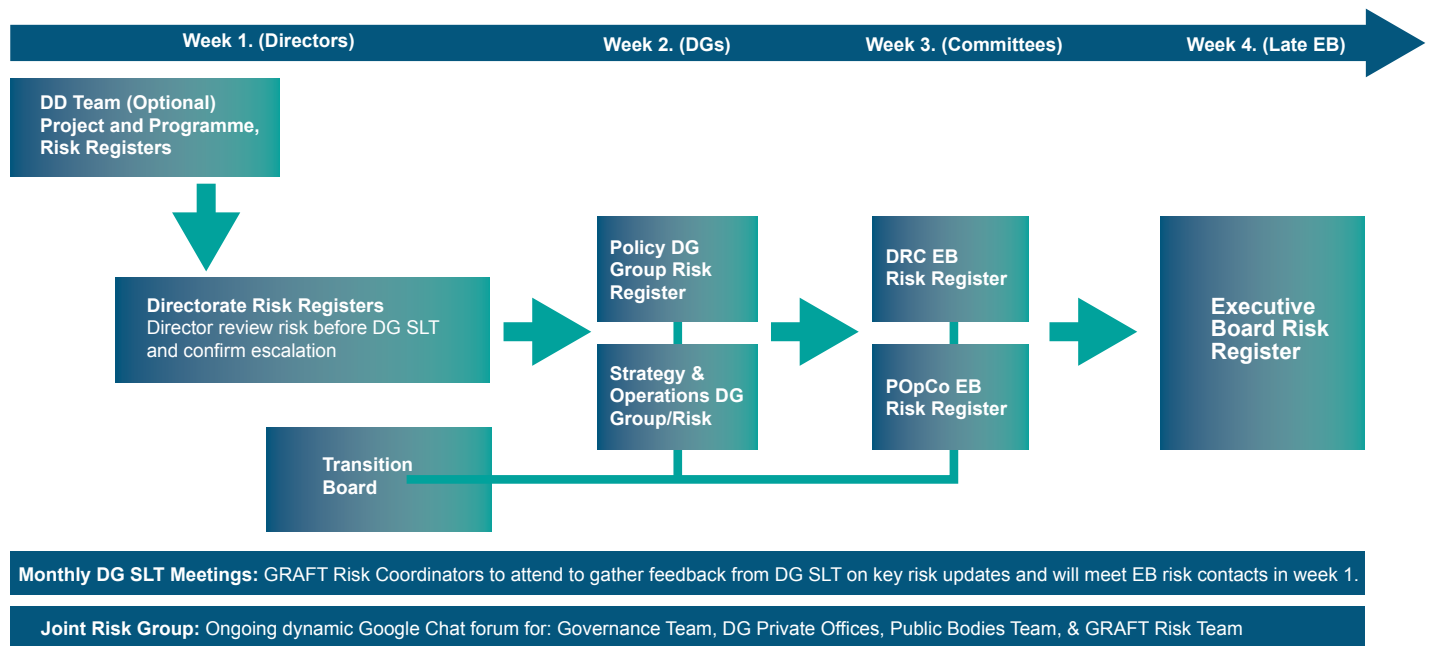 Week 1. (Directors)
Week 2. (DGs)
Week 3. (Committees)
Week 4. (Late EB)
DD Team (Optional)
Project and Programme,
Risk Registers
Directorate Risk Registers
Director review risk before DG SLT
and confirm escalation
Policy DG
Group Risk
Register
Strategy &
Operations DG
Group/Risk
DRC EB
Risk Register
POpCo EB
Risk Register
Executive
Board Risk
Register
Transition
Board
Monthly DG SLT Meetings: GRAFT Risk Coordinators to attend to gather feedback from DG SLT on key risk updates and will meet EB risk contacts in week 1.
Joint Risk Group: Ongoing dynamic Google Chat forum for: Governance Team, DG Private Offices, Public Bodies Team, & GRAFT Risk Team